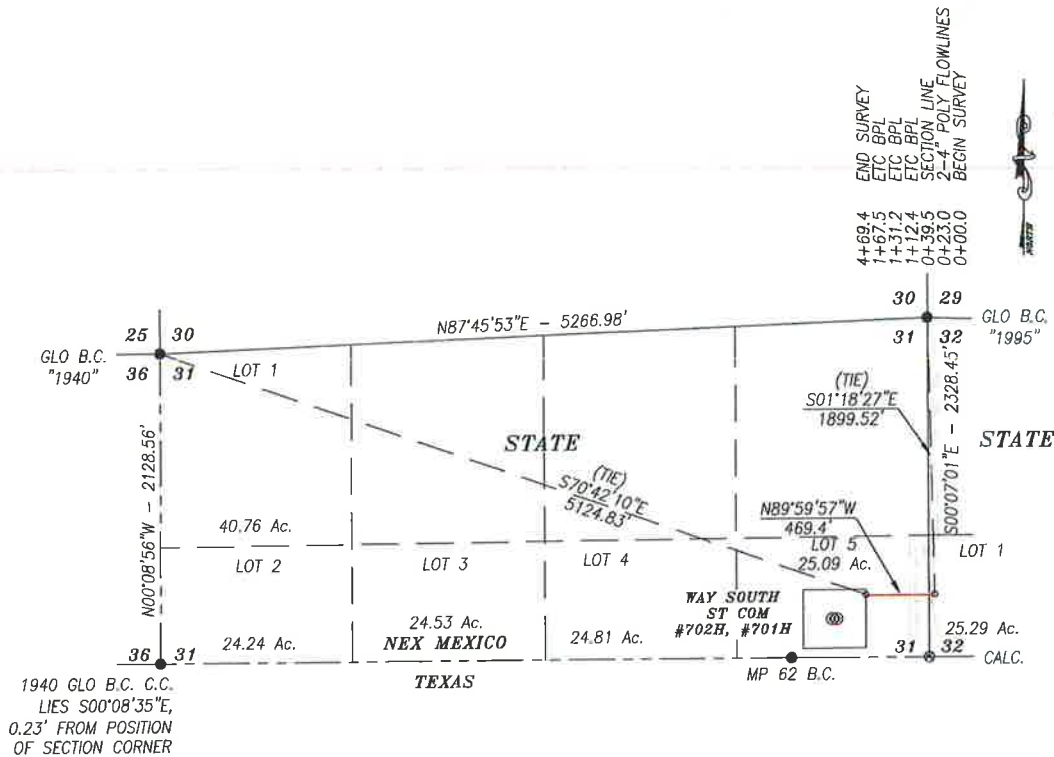 END SURVEY
ETC BPL
ETC BPL
ETC BPL
SECTION LINE
2-4" POLY FLOWLINES
BEGIN SURVEY
4+69.4
1+67.5
1+31.2
1+12.4
0+39.5
0+23.0
0+00.0
NORTH
25 30
36 31
GLO B.C.
"1940"
N87°45'53"E - 5266.98'
30 29
31 32
GLO B.C.
"1995"
LOT 1
(TIE)
S01°18'27"E
1899.52'
S00°07'01"E - 2328.45'
STATE
STATE
(TIE)
S70°42'10"E
5124.83'
N00°08'56"W - 2128.56'
N89°59'57"W
469.4'
40.76 Ac.
LOT 2
LOT 3
LOT 4
LOT 5
25.09 Ac.
LOT 1
WAY SOUTH
ST COM
#702H, #701H
24.24 Ac.
24.53 Ac.
24.81 Ac.
25.29 Ac.
NEX MEXICO
TEXAS
36 31
31 32
MP 62 B.C.
CALC.
1940 GLO B.C. C.C.
LIES S00°08'35"E,
0.23' FROM POSITION
OF SECTION CORNER